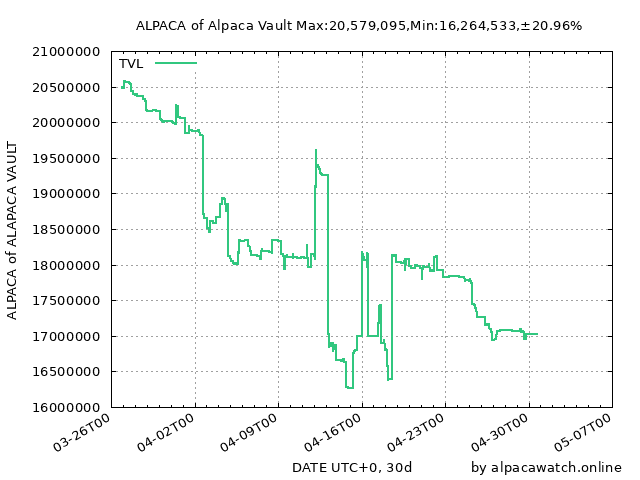 ALPACA of Alpaca Vault Max:20,579,095,Min:16,264,533,±20.96%
TVL
21000000
20500000
20000000
19500000
19000000
18500000
18000000
17500000
17000000
16500000
16000000
ALPACA of ALAPACA VAULT
03-26T00
04-02T00
04-09T00
04-16T00
04-23T00
04-30T00
05-07T00
DATE UTC+0, 30d
by alpacawatch.online